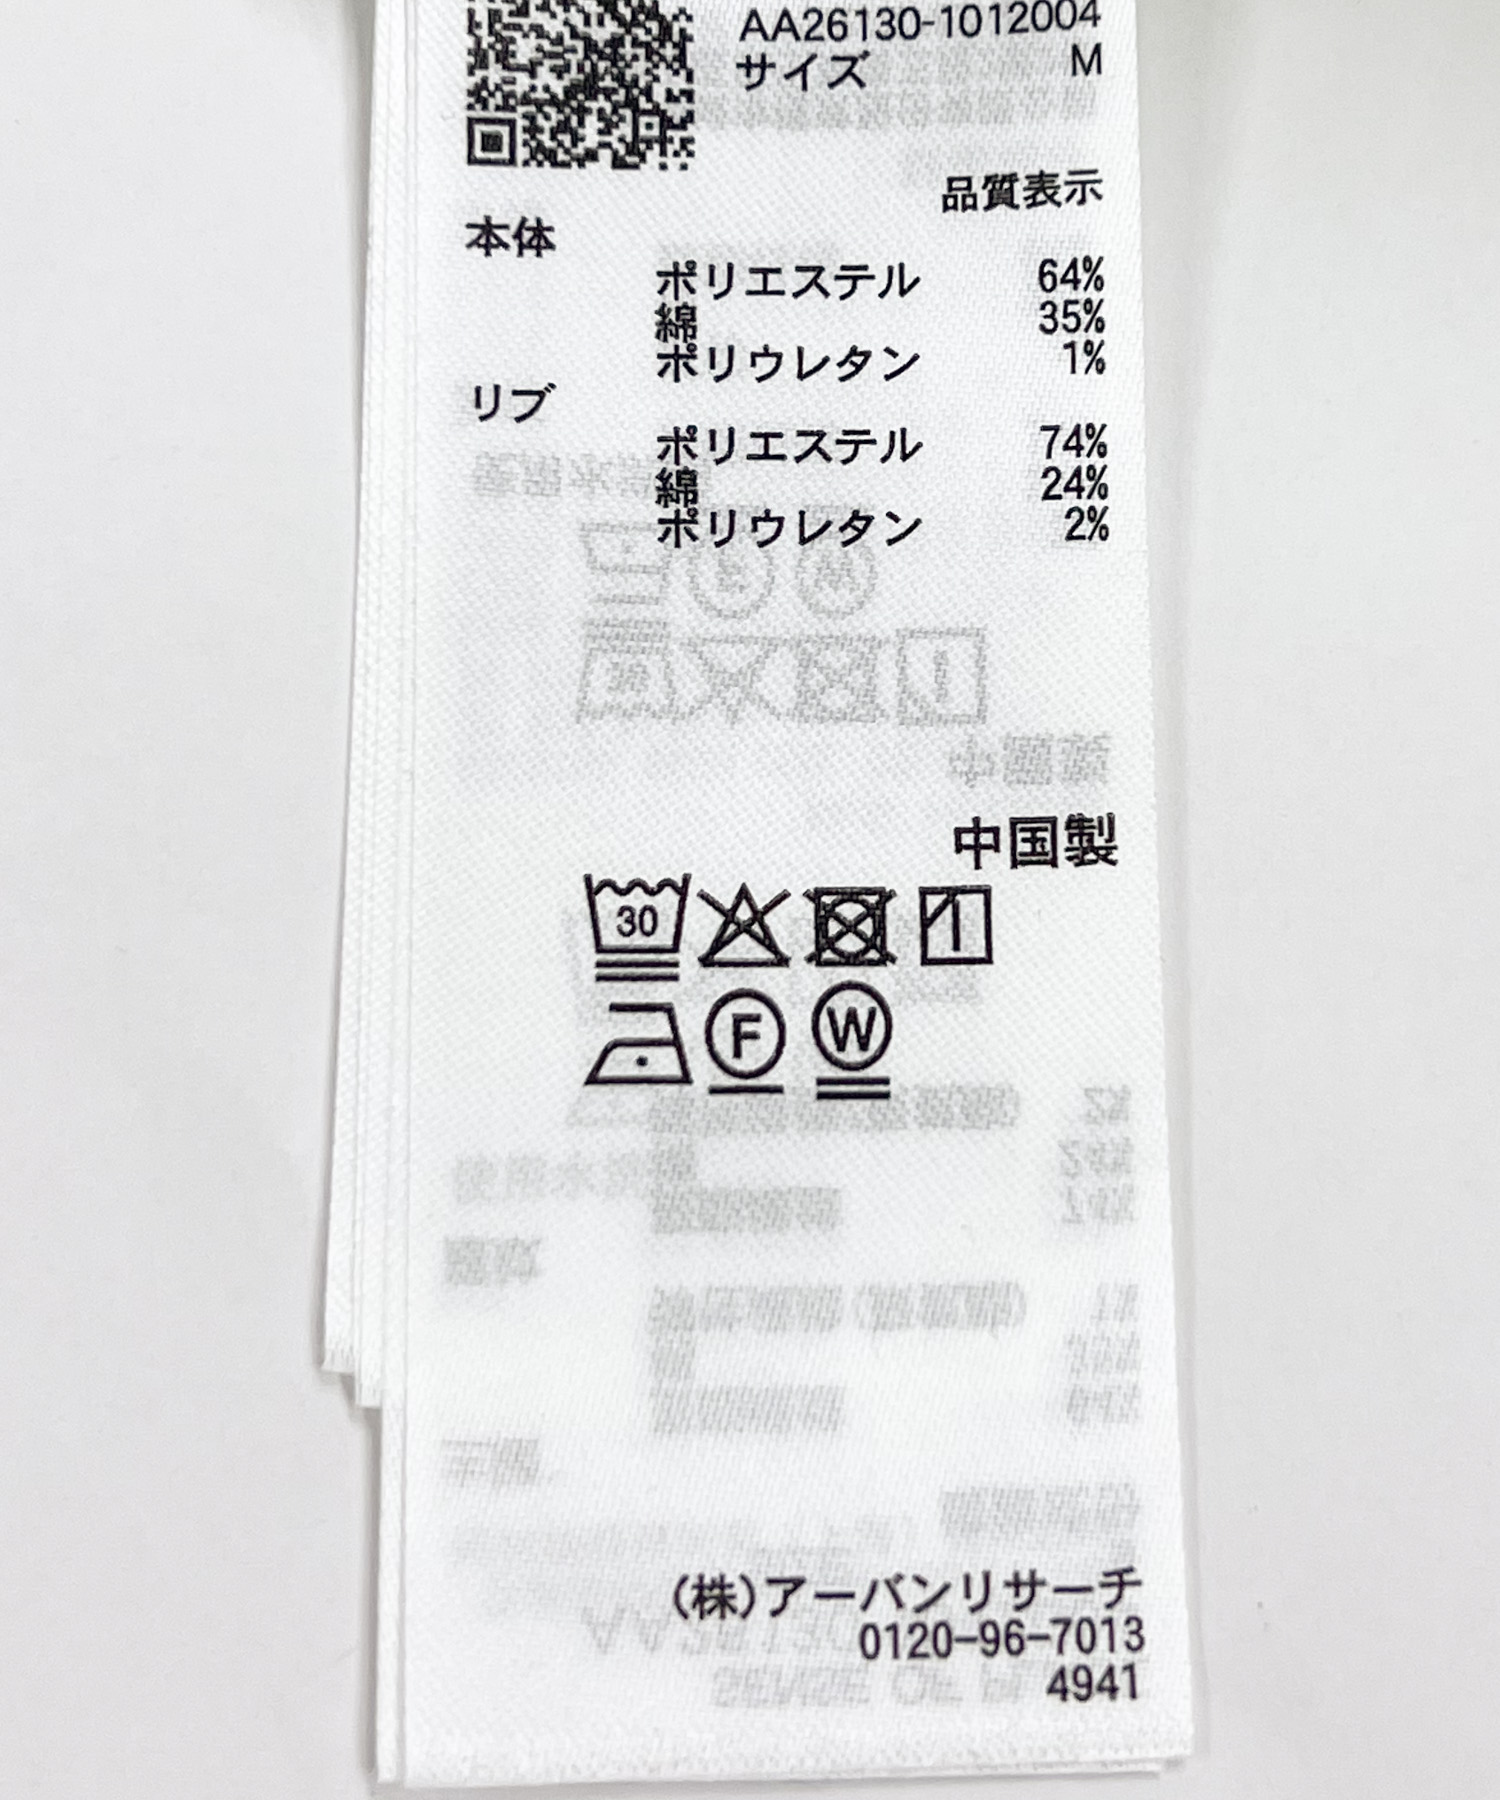 AA26130-1012004
サイズ M
品質表示
本体
ポリエステル 64%
綿 35%
ポリウレタン 1%
リブ
ポリエステル 74%
綿 24%
ポリウレタン 2%
中国製
30
F W
(株)アーバンリサーチ
0120-96-7013
4941